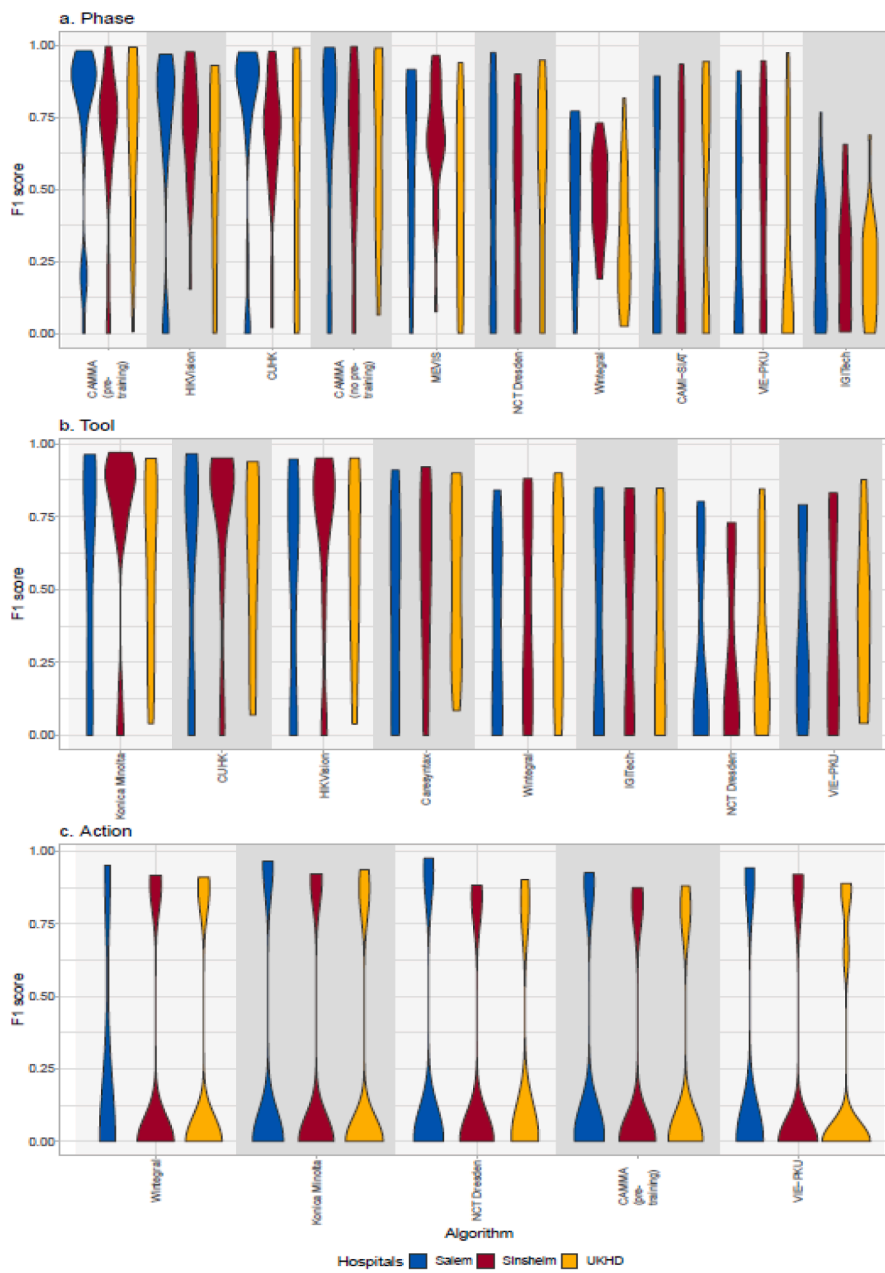 a. Phase
1.00
0.75
0.50
0.25
0.00
F1 score
CAMMA
(pre-
training)
HIKVision
CUHK
CAMMA
(no pre-
training)
MEVIS
NCT Dresden
Wintegral
CAMI-SIAT
VIE-PKU
IGITech
b. Tool
1.00
0.75
0.50
0.25
0.00
F1 score
Konica Minolta
CUHK
HIKVision
Caresyntax
Wintegral
IGITech
NCT Dresden
VIE-PKU
c. Action
1.00
0.75
0.50
0.25
0.00
F1 score
Wintegral
Konica Minolta
NCT Dresden
CAMMA
(pre-
training)
VIE-PKU
Algorithm
Hospitals Salem Sinsheim UKHD